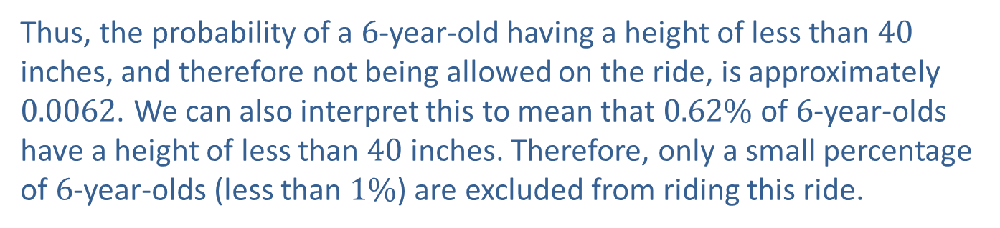 Thus, the probability of a 6-year-old having a height of less than 40
inches, and therefore not being allowed on the ride, is approximately
0.0062. We can also interpret this to mean that 0.62% of 6-year-olds
have a height of less than 40 inches. Therefore, only a small percentage
of 6-year-olds (less than 1%) are excluded from riding this ride.